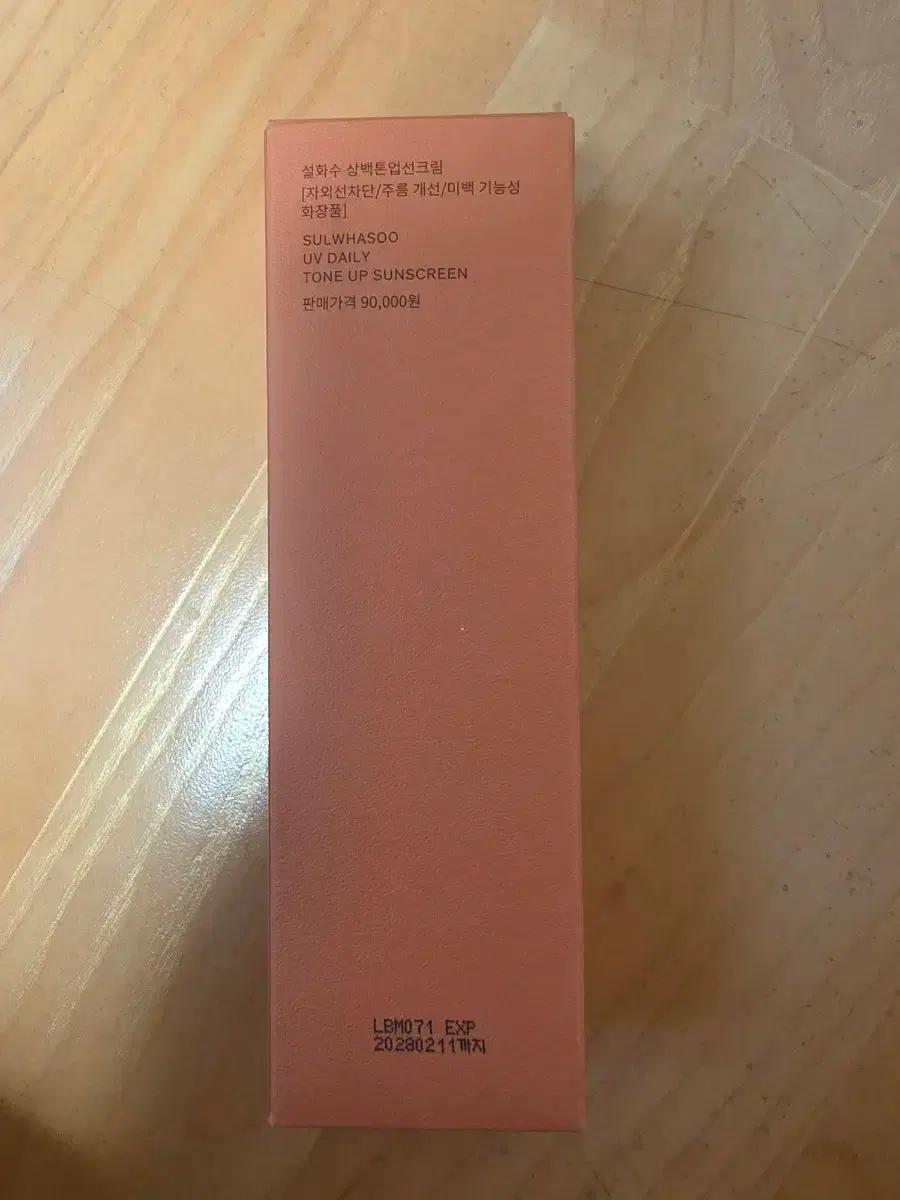 설화수 상백톤업선크림
[자외선차단/주름 개선/미백 기능성
화장품]
SULWHASOO
UV DAILY
TONE UP SUNSCREEN
판매가격 90,000원
LBM071 EXP
20280211까지